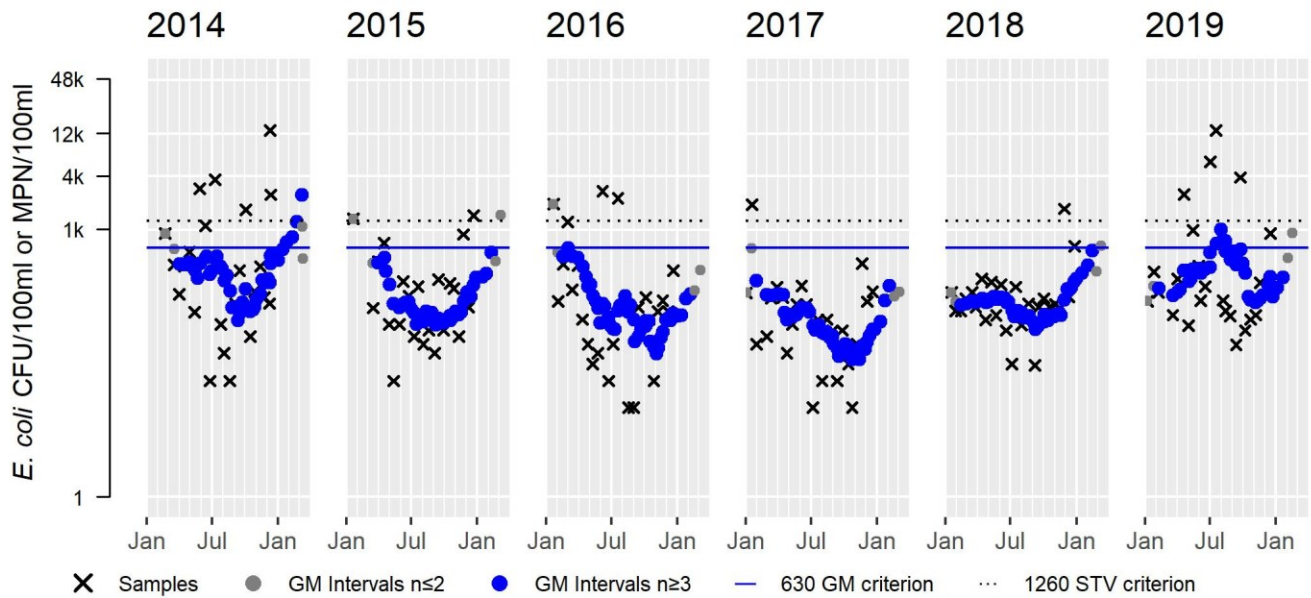 2014 2015 2016 2017 2018 2019
E. coli CFU/100ml or MPN/100ml
48k
12k
4k
1k
1
Jan Jul Jan Jan Jul Jan Jan Jul Jan Jan Jul Jan Jan Jul Jan Jan Jul Jan
Samples GM Intervals n≤2 GM Intervals n≥3 630 GM criterion 1260 STV criterion